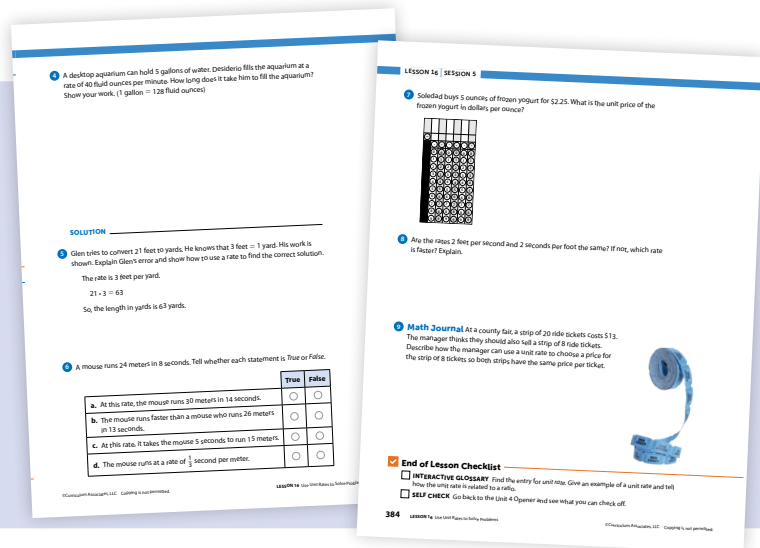 4 A desktop aquarium can hold 5 gallons of water. Desiderio fills the aquarium at a
rate of 40 fluid ounces per minute. How long does it take him to fill the aquarium?
Show your work. (1 gallon = 128 fluid ounces)
SOLUTION
5 Glen tries to convert 21 feet to yards. He knows that 3 feet = 1 yard. His work is
shown. Explain Glen's error and show how to use a rate to find the correct solution.
The rate is 3 feet per yard.
21 • 3 = 63
So, the length in yards is 63 yards.
6 A mouse runs 24 meters in 8 seconds. Tell whether each statement is True or False.
True False
a. At this rate, the mouse runs 30 meters in 14 seconds.
b. The mouse runs faster than a mouse who runs 26 meters
in 13 seconds.
c. At this rate, it takes the mouse 5 seconds to run 15 meters.
d. The mouse runs at a rate of 1/3 second per meter.
©Curriculum Associates, LLC Copying is not permitted.
LESSON 16 Use Unit Rates to Solve
LESSON 16 | SESSION 5
7 Soledad buys 5 ounces of frozen yogurt for $2.25. What is the unit price of the
frozen yogurt in dollars per ounce?
8 Are the rates 2 feet per second and 2 seconds per foot the same? If not, which rate
is faster? Explain.
9 Math Journal At a county fair, a strip of 20 ride tickets costs $13.
The manager thinks they should also sell a strip of 8 ride tickets.
Describe how the manager can use a unit rate to choose a price for
the strip of 8 tickets so both strips have the same price per ticket.
End of Lesson Checklist
INTERACTIVE GLOSSARY Find the entry for unit rate. Give an example of a unit rate and tell
how the unit rate is related to a ratio.
SELF CHECK Go back to the Unit 4 Opener and see what you can check off.
384 LESSON 16 Use Unit Rates to Solve Problems
©Curriculum Associates, LLC Copying is not permitted.